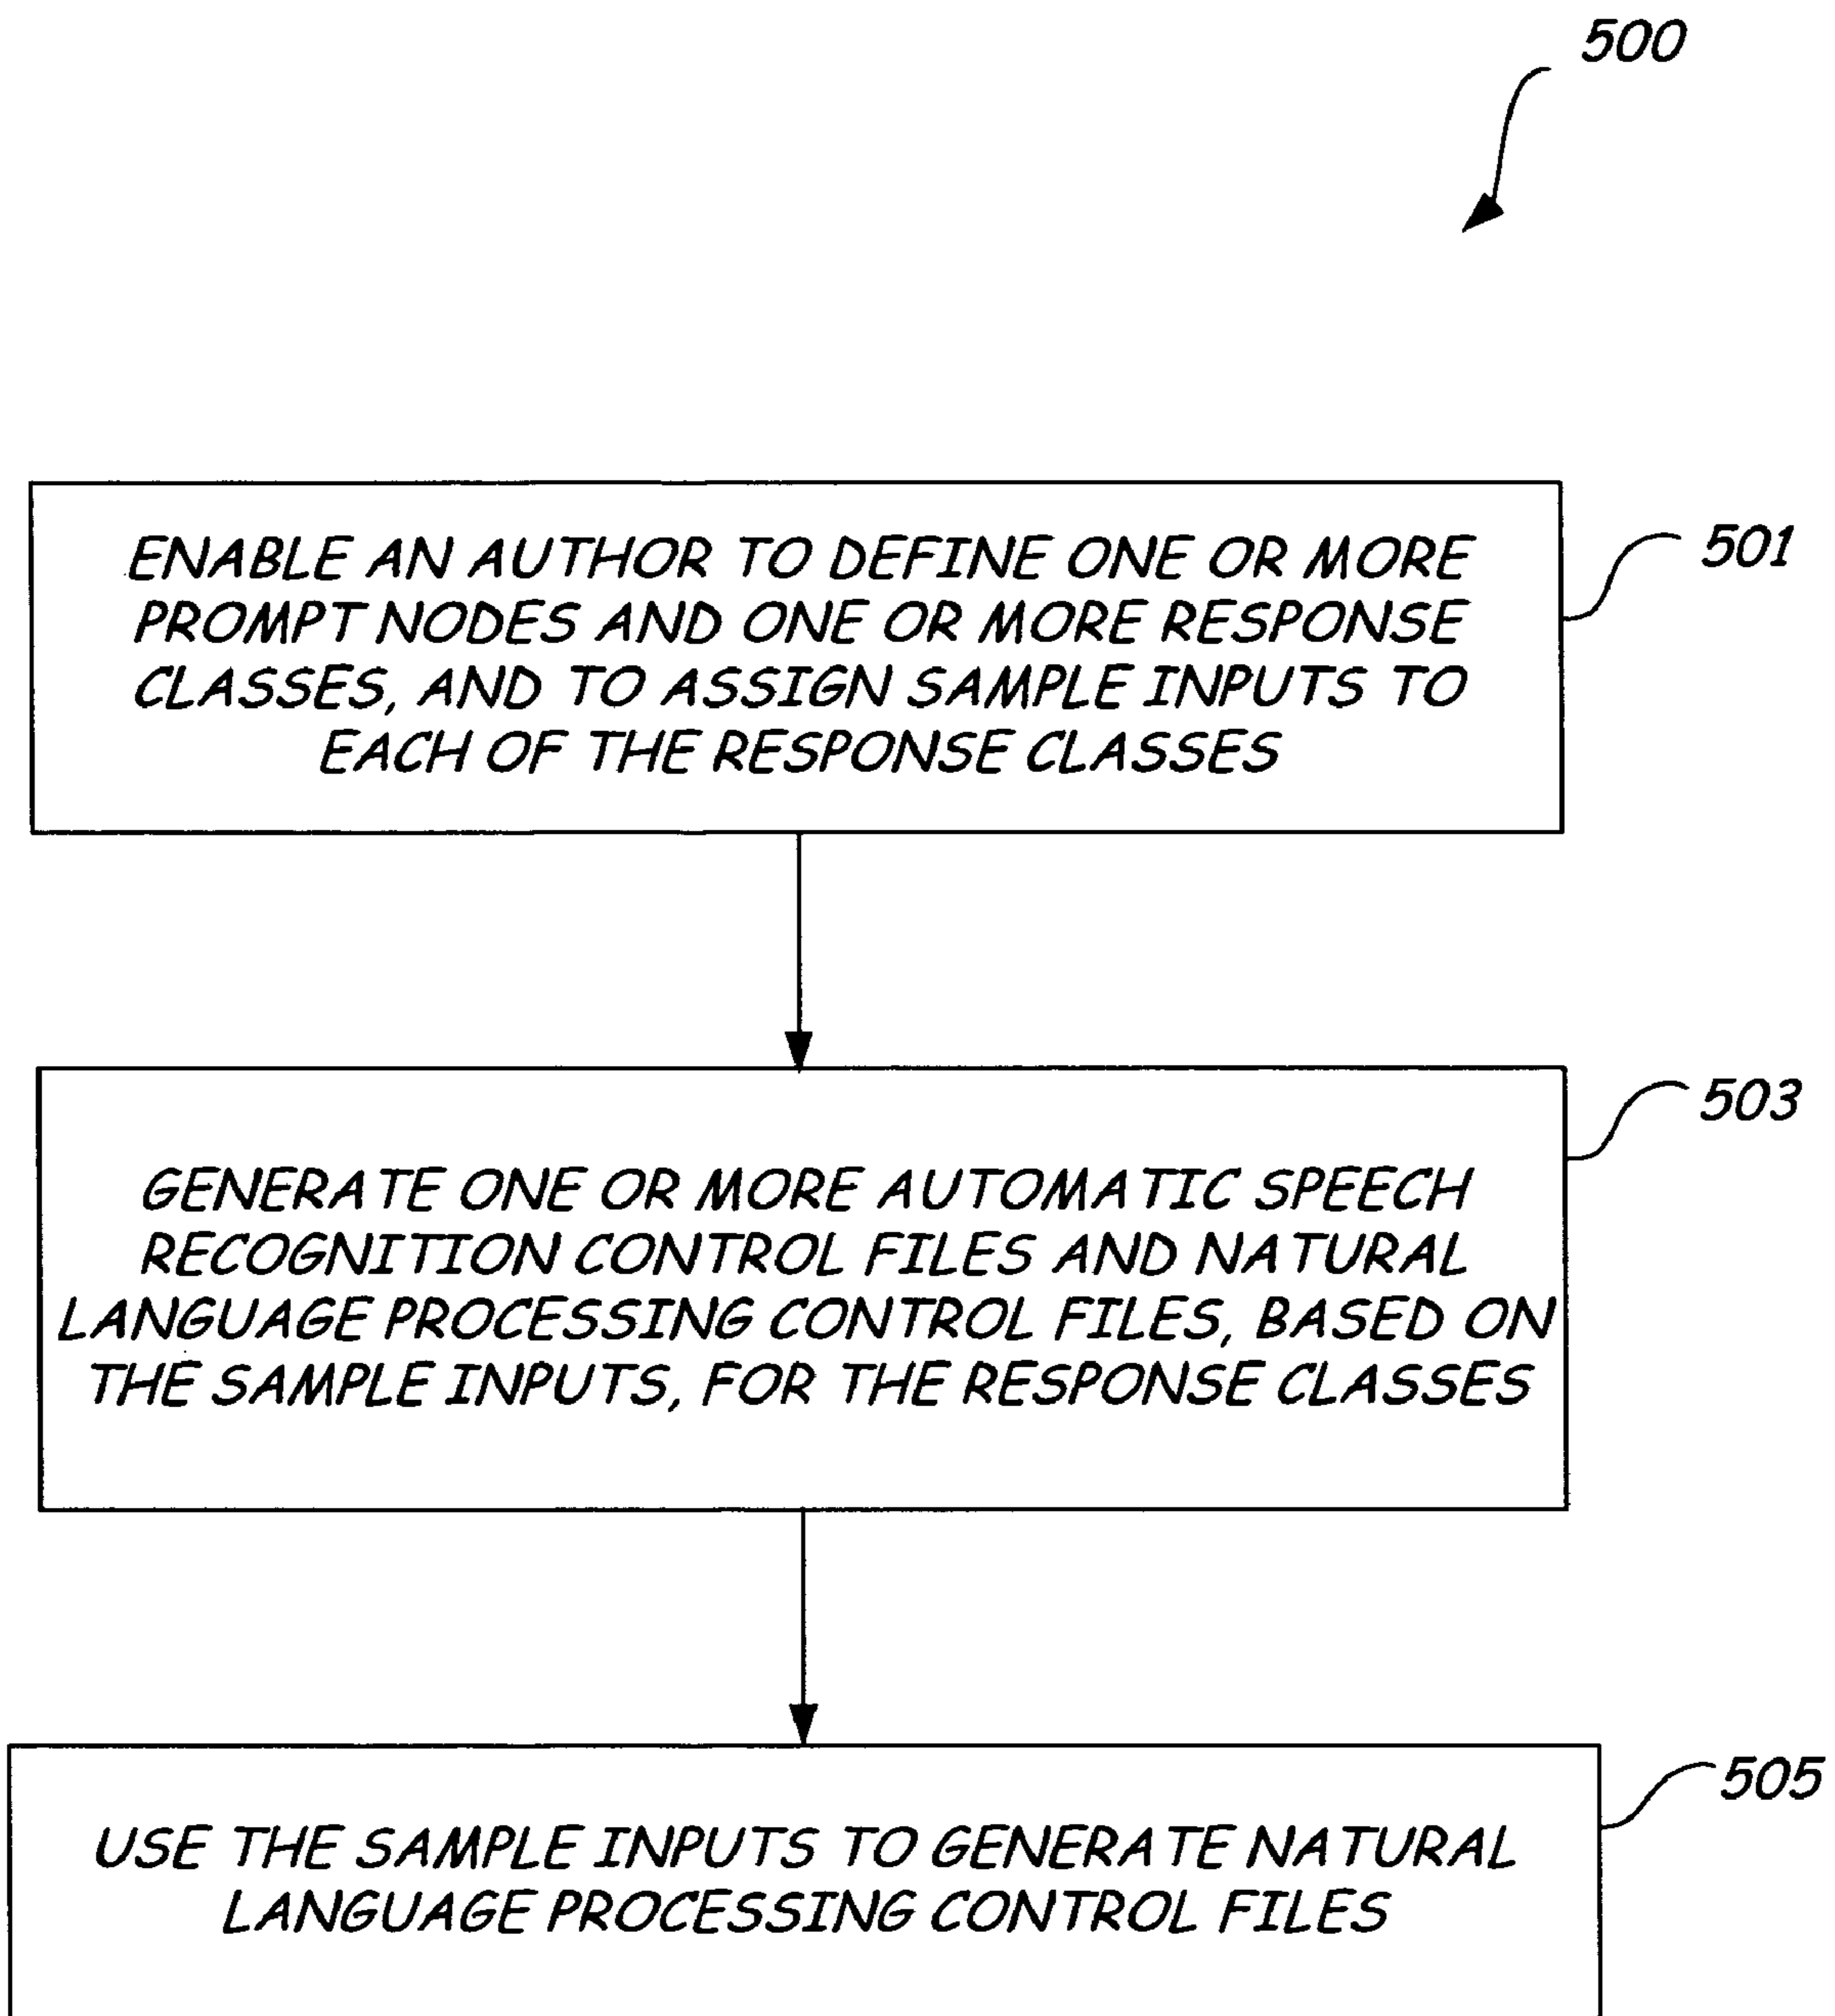 500
ENABLE AN AUTHOR TO DEFINE ONE OR MORE
PROMPT NODES AND ONE OR MORE RESPONSE
CLASSES, AND TO ASSIGN SAMPLE INPUTS TO
EACH OF THE RESPONSE CLASSES
501
GENERATE ONE OR MORE AUTOMATIC SPEECH
RECOGNITION CONTROL FILES AND NATURAL
LANGUAGE PROCESSING CONTROL FILES, BASED ON
THE SAMPLE INPUTS, FOR THE RESPONSE CLASSES
503
USE THE SAMPLE INPUTS TO GENERATE NATURAL
LANGUAGE PROCESSING CONTROL FILES
505